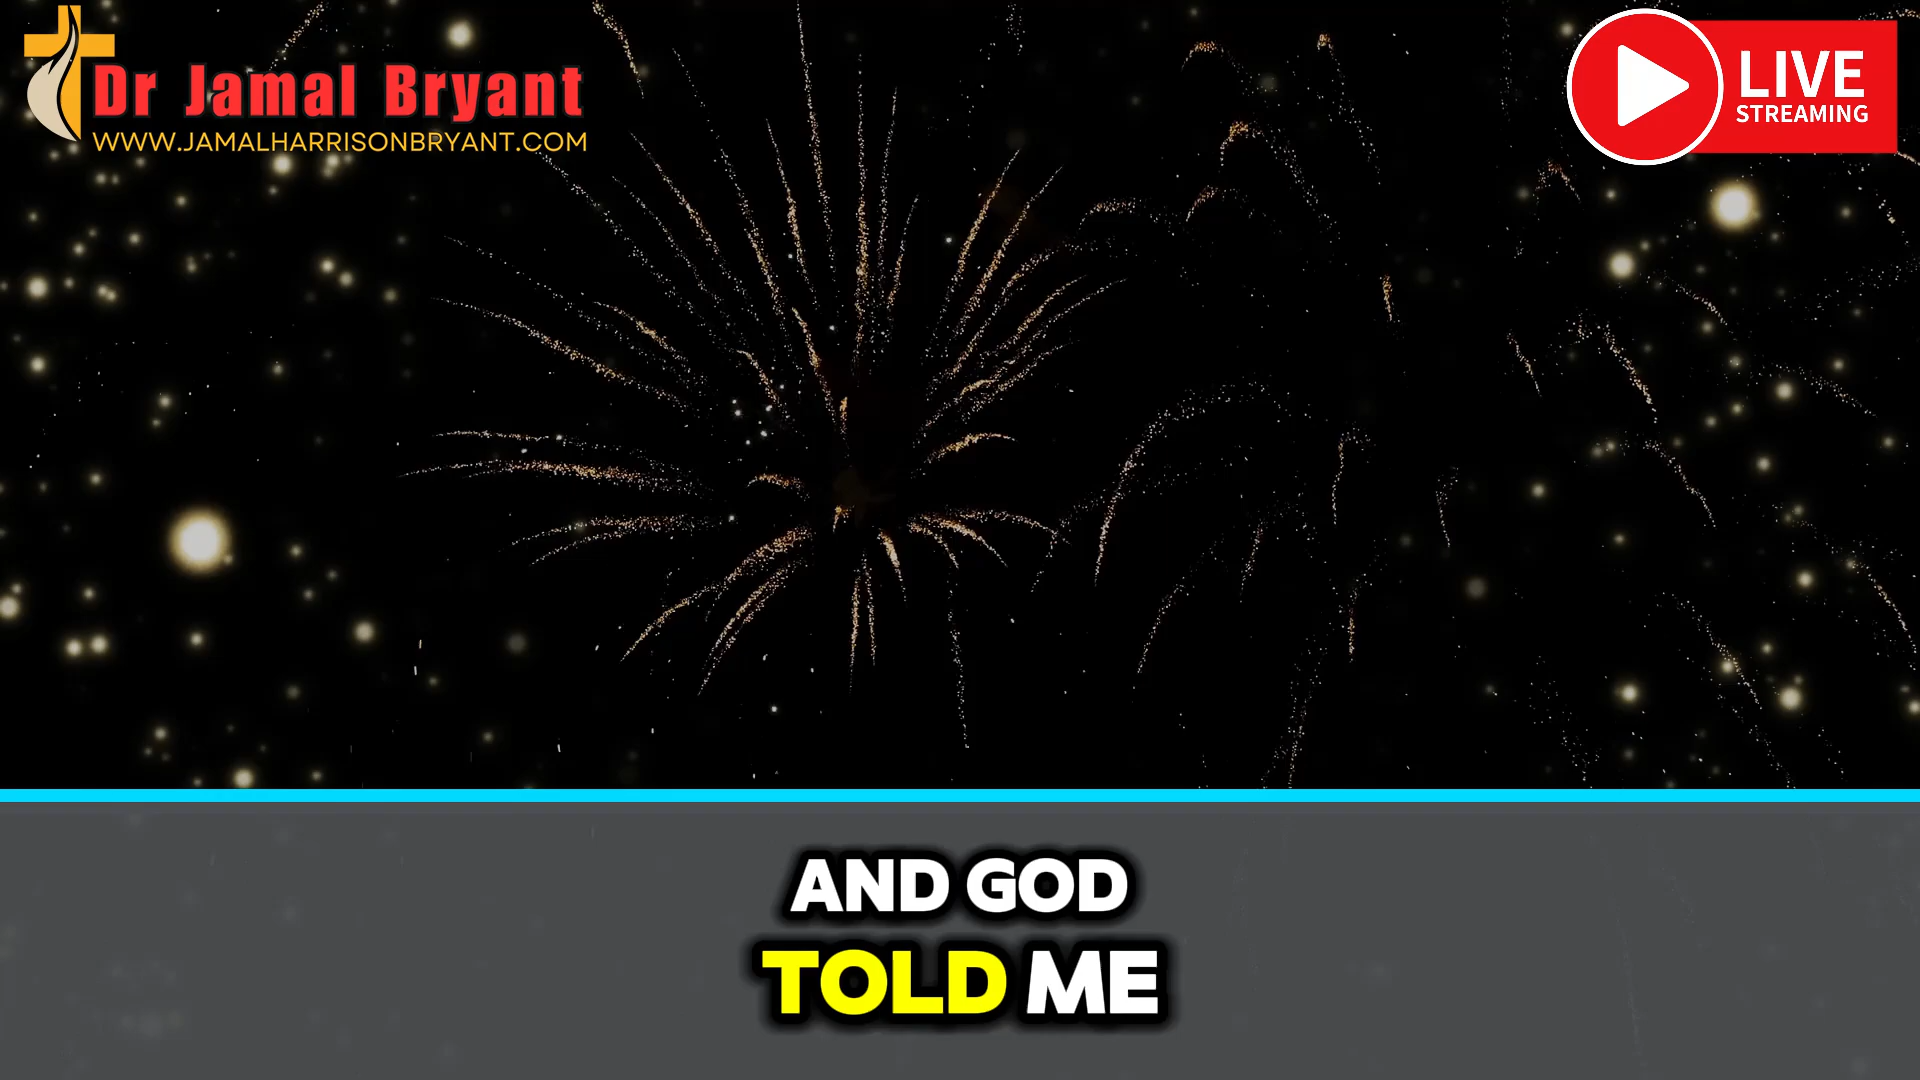 Dr Jamal Bryant
WWW.JAMALHARRISONBRYANT.COM
LIVE
STREAMING
AND GOD
TOLD ME